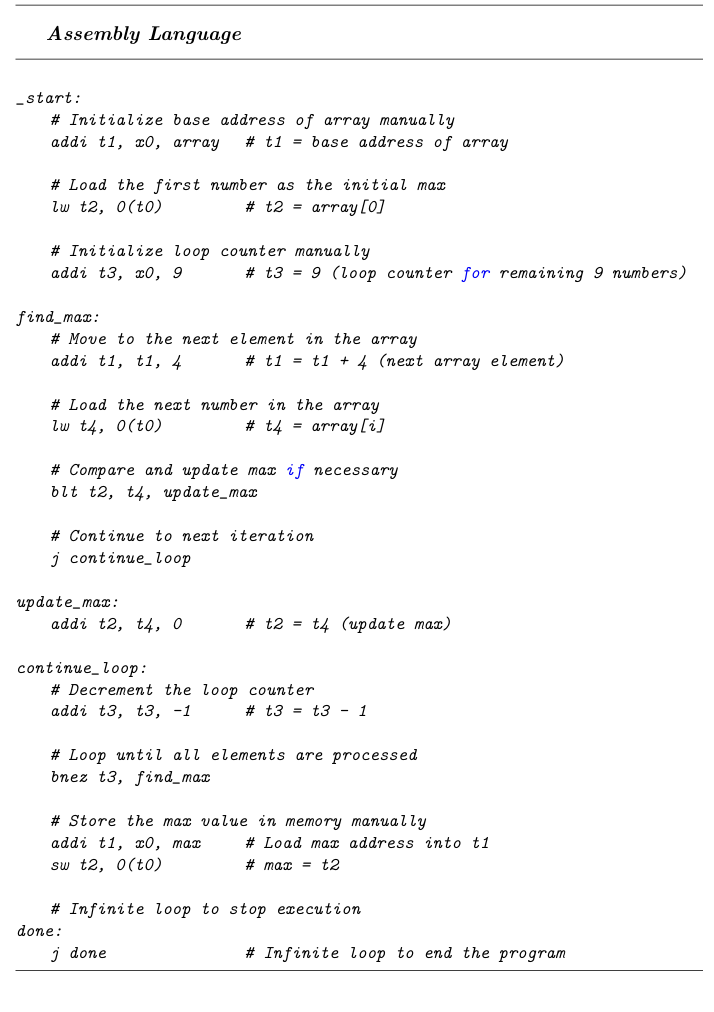 Assembly Language
_start:
# Initialize base address of array manually
addi t1, x0, array # t1 = base address of array
# Load the first number as the initial max
lw t2, 0(t0) # t2 = array[0]
# Initialize loop counter manually
addi t3, x0, 9 # t3 = 9 (loop counter for remaining 9 numbers)
find_max:
# Move to the next element in the array
addi t1, t1, 4 # t1 = t1 + 4 (next array element)
# Load the next number in the array
lw t4, 0(t0) # t4 = array[i]
# Compare and update max if necessary
blt t2, t4, update_max
# Continue to next iteration
j continue_loop
update_max:
addi t2, t4, 0 # t2 = t4 (update max)
continue_loop:
# Decrement the loop counter
addi t3, t3, -1 # t3 = t3 - 1
# Loop until all elements are processed
bnez t3, find_max
# Store the max value in memory manually
addi t1, x0, max # Load max address into t1
sw t2, 0(t0) # max = t2
# Infinite loop to stop execution
done:
j done # Infinite loop to end the program